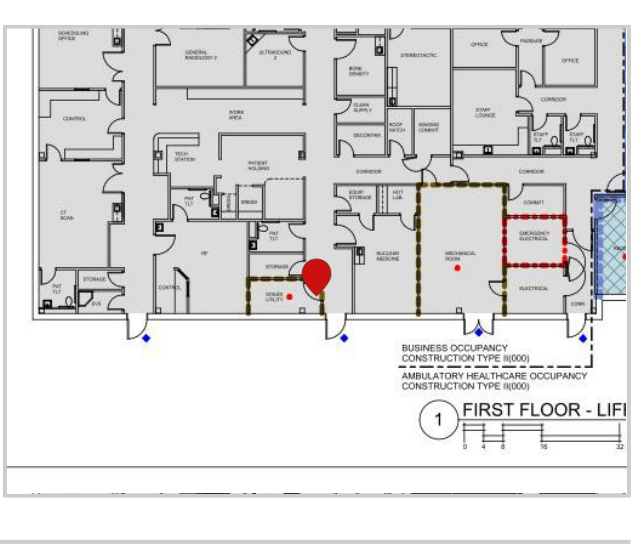 SCHEDULING
OFFICE
GENERAL
RADIOLOGY 2
ULTRASOUND
2
BONE
DENSITY
STEREOTACTIC
OFFICE
PASSAGE
OFFICE
CONTROL
WORK
AREA
CLEAN
SUPPLY
DECONTAM
ROOF
HATCH
IMAGING
COMMIT
STAFF
LOUNGE
CORRIDOR
STAFF
TLT
STAFF
TLT
TECH
STATION
PATIENT
HOLDING
CORRIDOR
CORRIDOR
CT
SCAN
PAT
TLT
DRESS
DRESS
EQUIP
STORAGE
HOT
LAB
COMMIT
PAT
TLT
RF
NUCLEAR
MEDICINE
MECHANICAL
ROOM
EMERGENCY
ELECTRICAL
STORAGE
STORAGE
PAT
TLT
EVS
CONTROL
SOILED
UTILITY
ELECTRICAL
CORR
BUSINESS OCCUPANCY
CONSTRUCTION TYPE II(000)
AMBULATORY HEALTHCARE OCCUPANCY
CONSTRUCTION TYPE II(000)
1 FIRST FLOOR - LIF
0 4 8 16 32